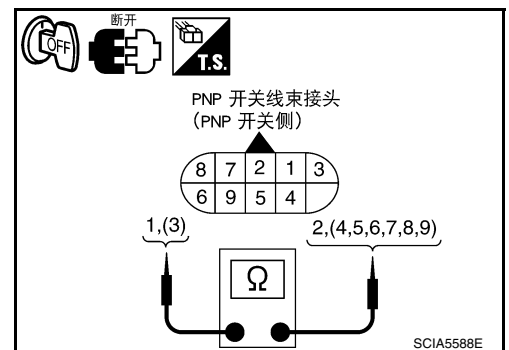 OFF
断开
T.S.
PNP 开关线束接头
(PNP 开关侧)
8 7 2 1 3
6 9 5 4
1,(3)
2,(4,5,6,7,8,9)
Ω
SCIA5588E